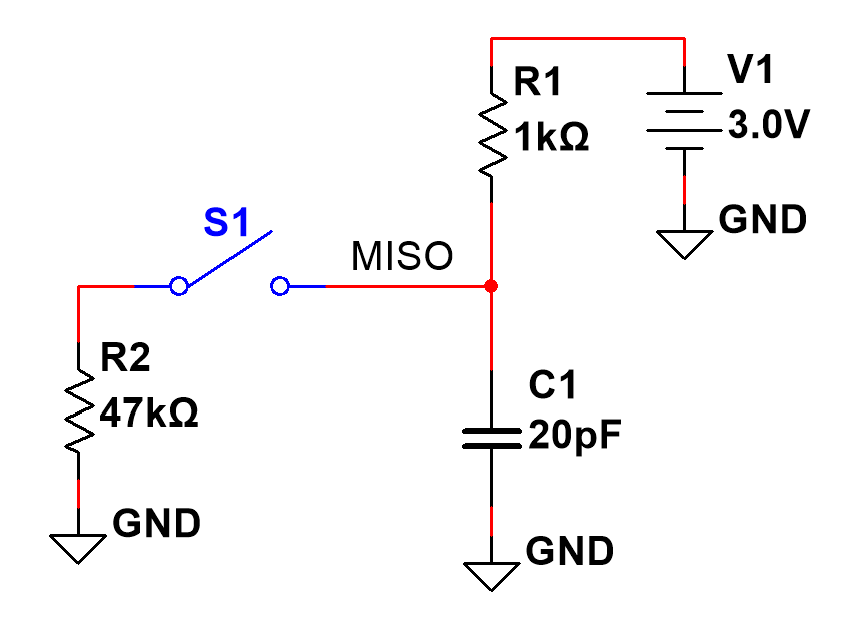 R1
1kΩ
V1
3.0V
GND
S1
MISO
R2
47kΩ
GND
C1
20pF
GND